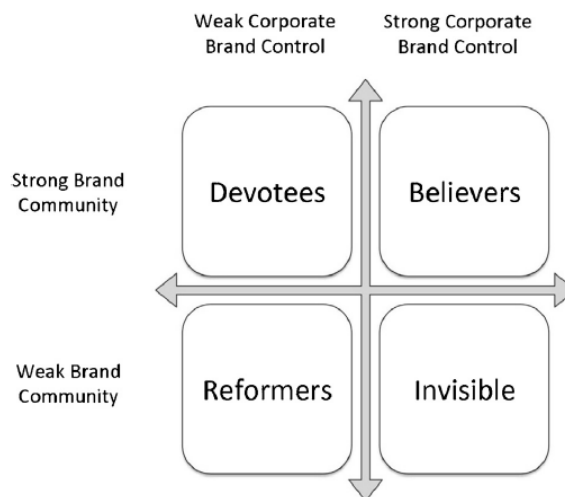 Weak Corporate
Brand Control
Strong Corporate
Brand Control
Strong Brand
Community
Devotees
Believers
Weak Brand
Community
Reformers
Invisible